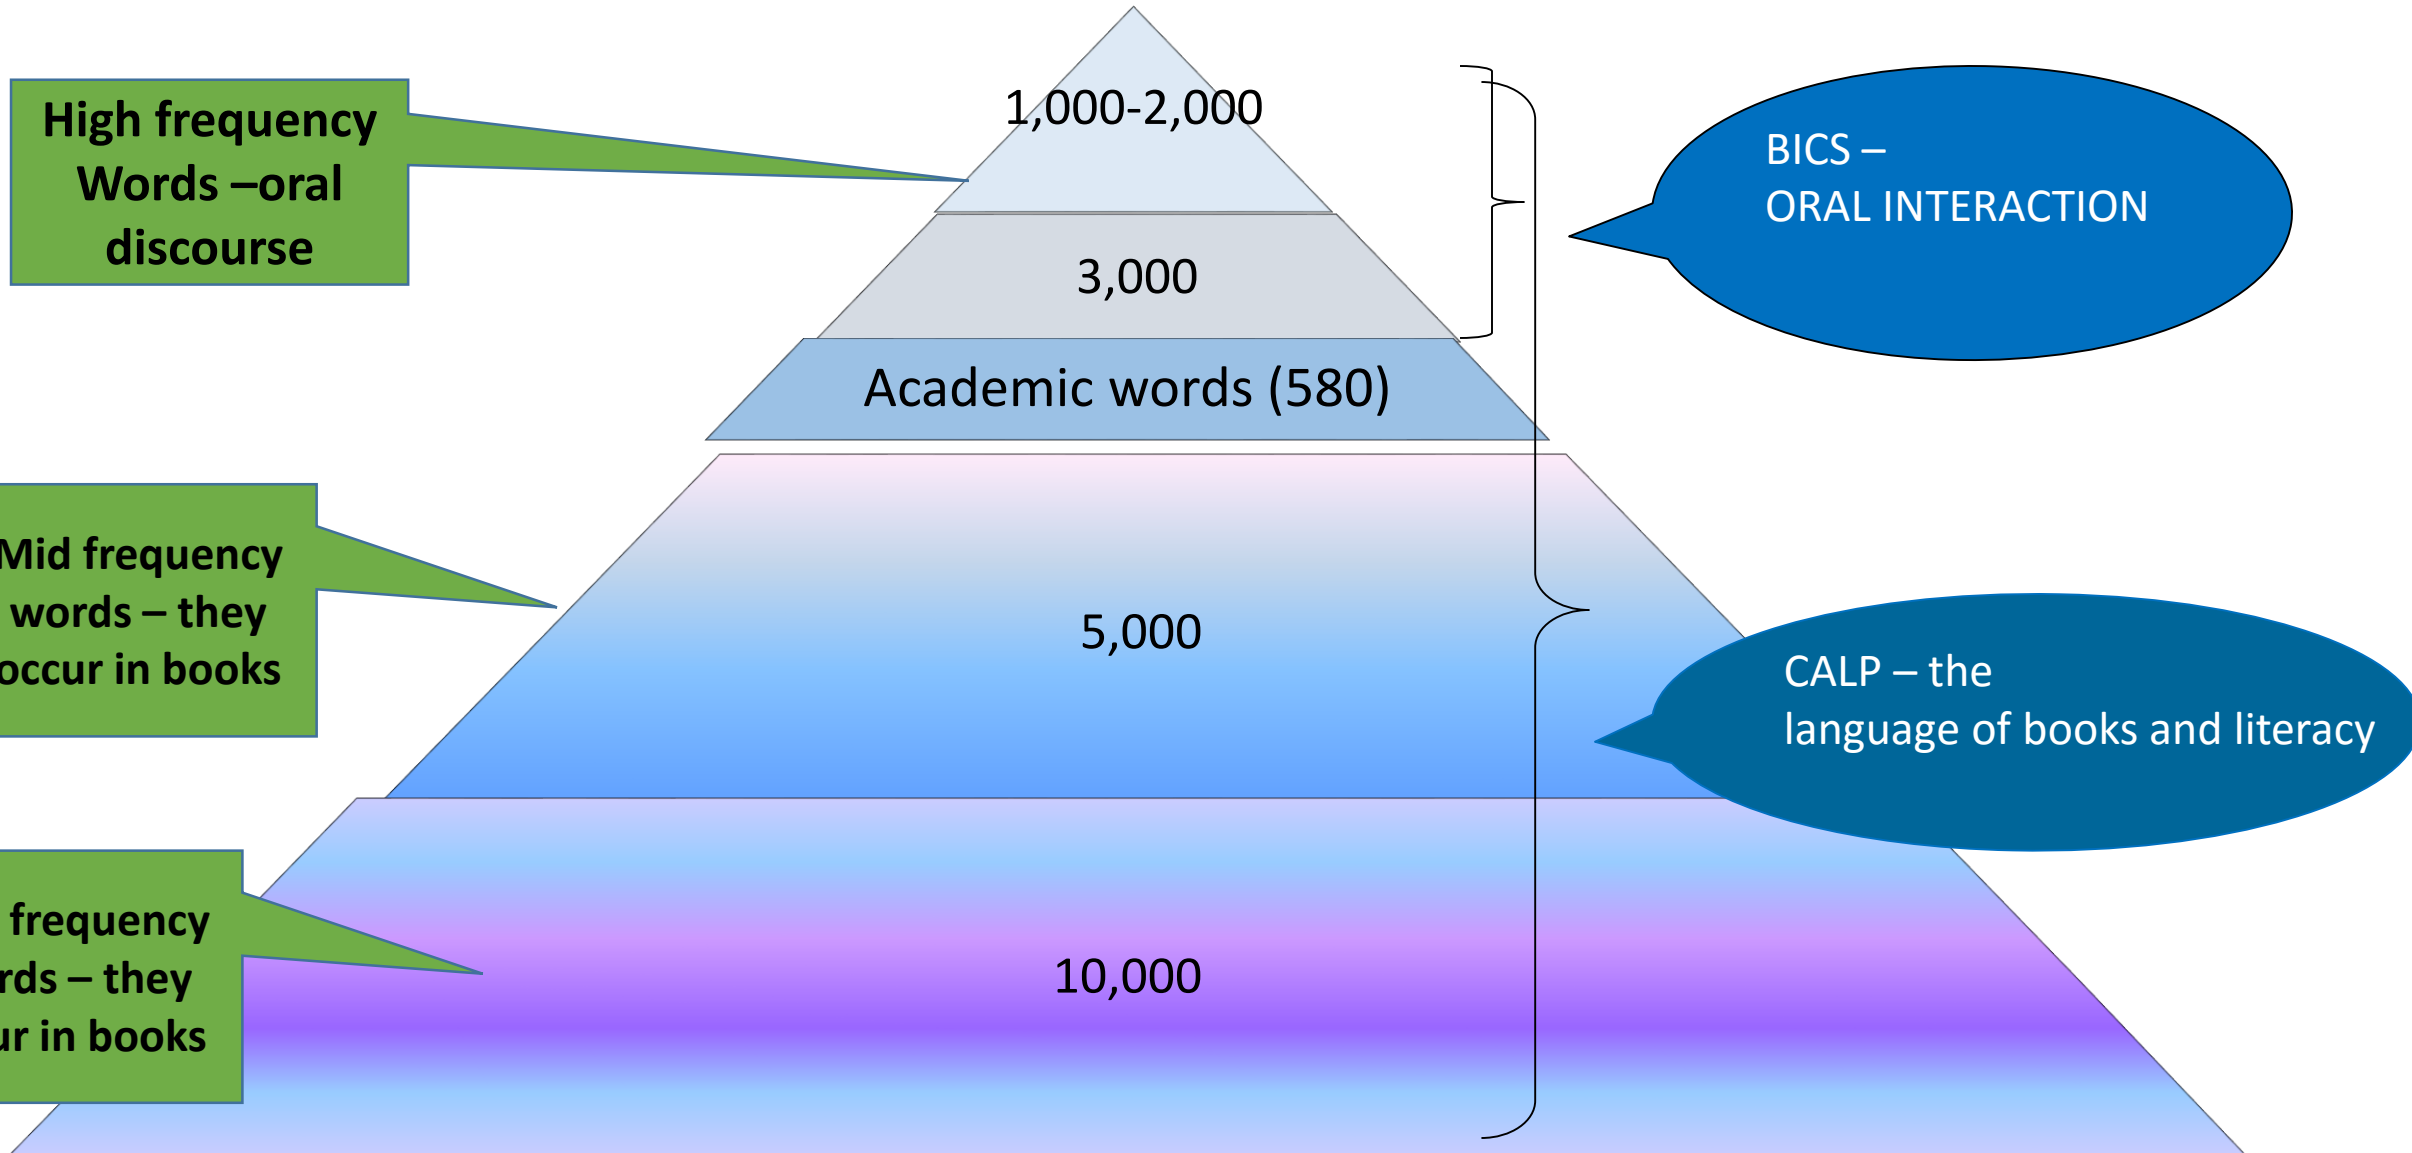 High frequency
Words –oral
discourse
1,000-2,000
3,000
Academic words (580)
BICS –
ORAL INTERACTION
Mid frequency
words – they
occur in books
5,000
CALP – the
language of books and literacy
frequency
they
in books
10,000